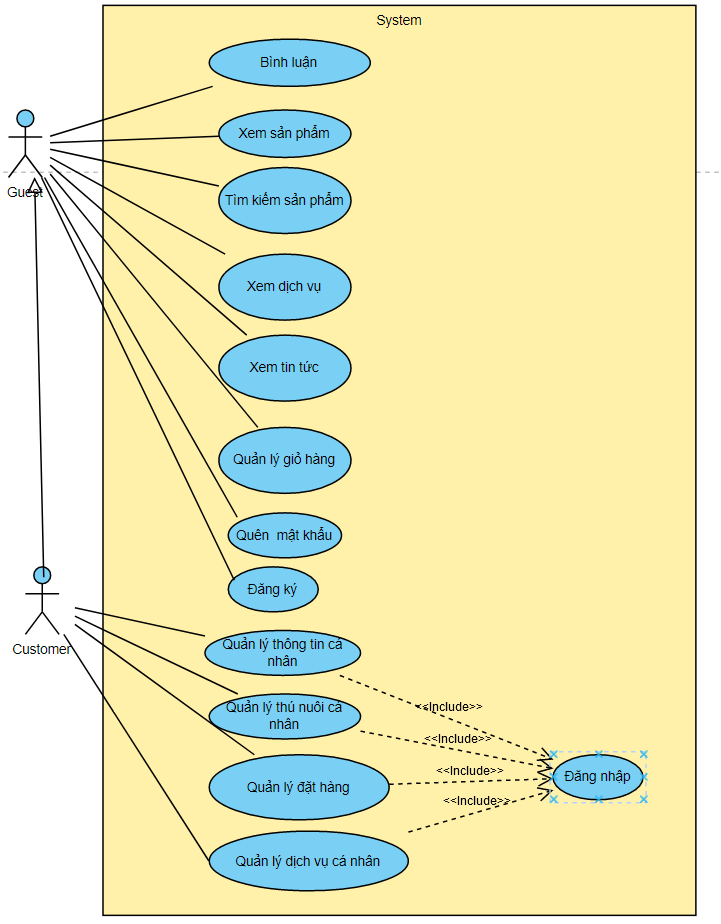 System
Bình luận
Xem sản phẩm
Guest
Tìm kiếm sản phẩm
Xem dịch vụ
Xem tin tức
Quản lý giỏ hàng
Quên  mật khẩu
Đăng ký
Customer
Quản lý thông tin cá
nhân
<<Include>>
Quản lý thú nuôi cá
nhân
<<Include>>
<<Include>>
Đăng nhập
Quản lý đặt hàng
<<Include>>
Quản lý dịch vụ cá nhân